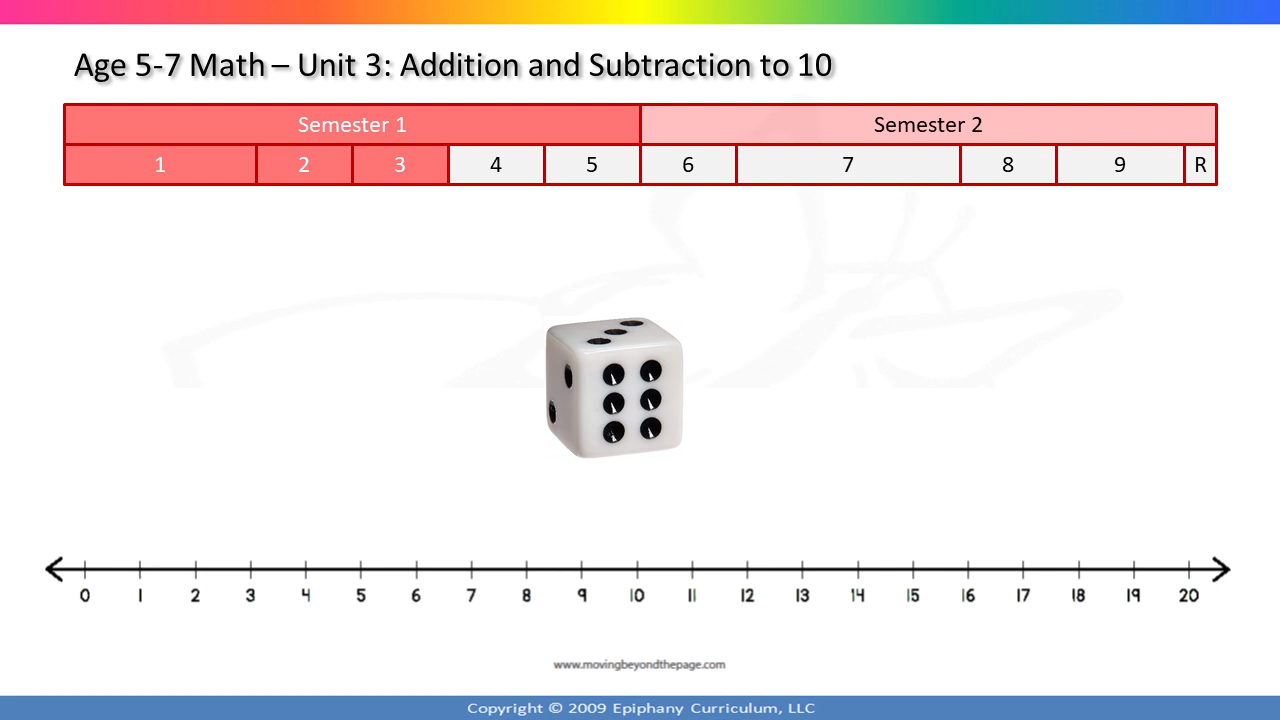 Age 5-7 Math – Unit 3: Addition and Subtraction to 10
Semester 1 Semester 2
1 2 3 4 5 6 7 8 9 R
0 1 2 3 4 5 6 7 8 9 10 11 12 13 14 15 16 17 18 19 20
www.movingbeyondthepage.com
Copyright © 2009 Epiphany Curriculum, LLC